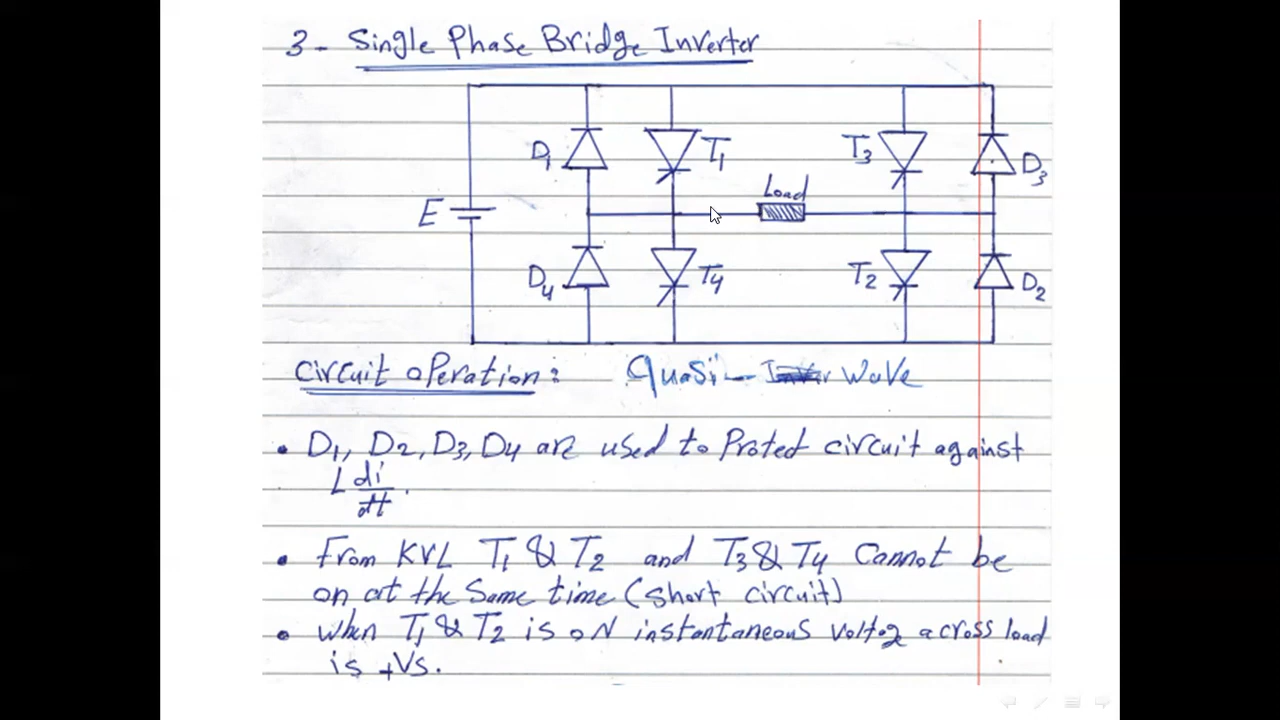 3 - Single Phase Bridge Inverter
D1 T1 T3 D3
Load
E
D4 T4 T2 D2
Circuit operation: Quasi - Wave
• D1, D2, D3, D4 are used to Protect circuit against
L di/dt.
• From KVL T1 & T2 and T3 & T4 Cannot be
on at the Same time (short circuit)
• when T1 & T2 is oN instantaneous voltag across load
is +Vs.